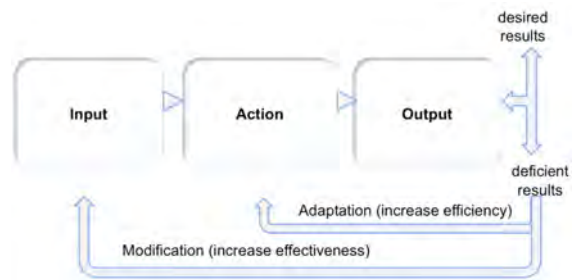 desired
results
Input
Action
Output
deficient
results
Adaptation (increase efficiency)
Modification (increase effectiveness)